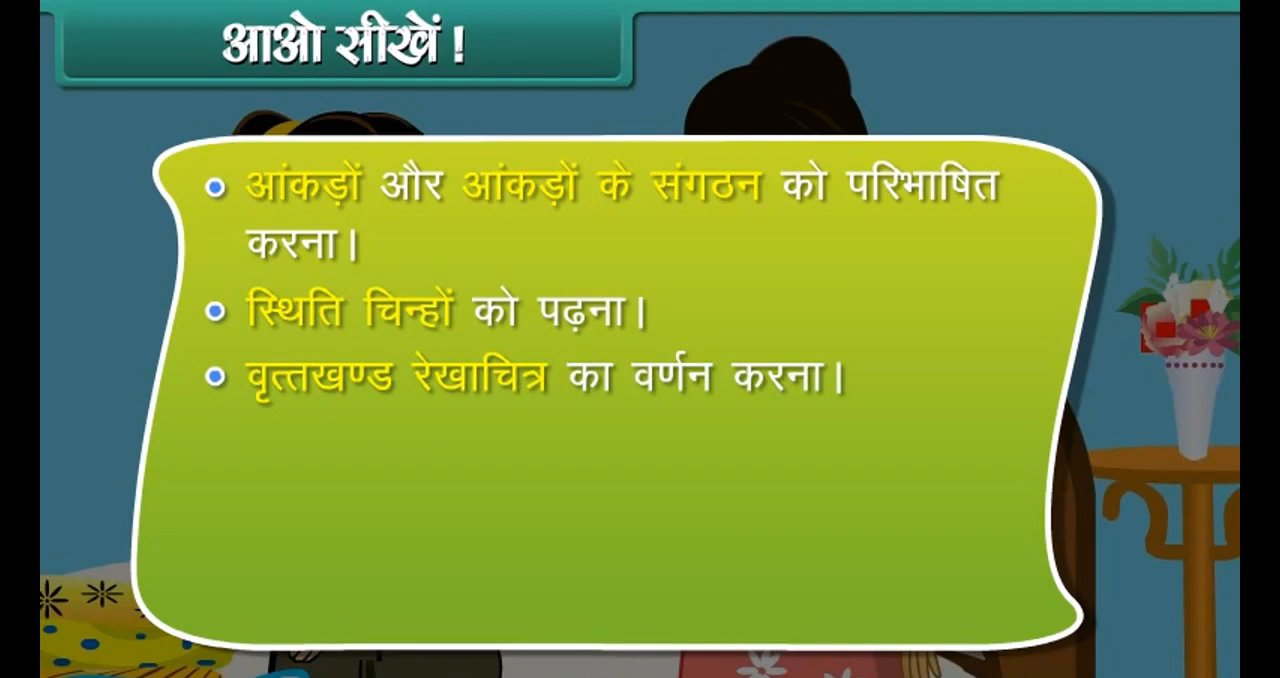 आओ सीखें!
आंकड़ों और आंकड़ों के संगठन को परिभाषित
करना।
स्थिति चिन्हों को पढ़ना।
वृत्तखण्ड रेखाचित्र का वर्णन करना।